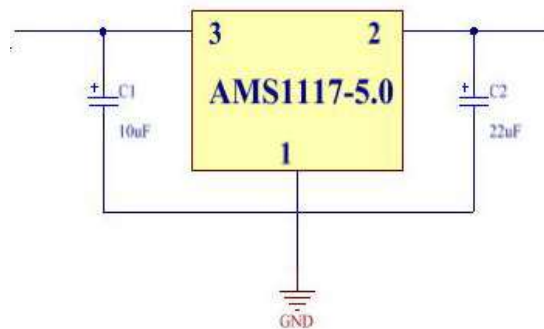 3 2
+ C1
AMS1117-5.0
+ C2
10uF
22uF
1
GND